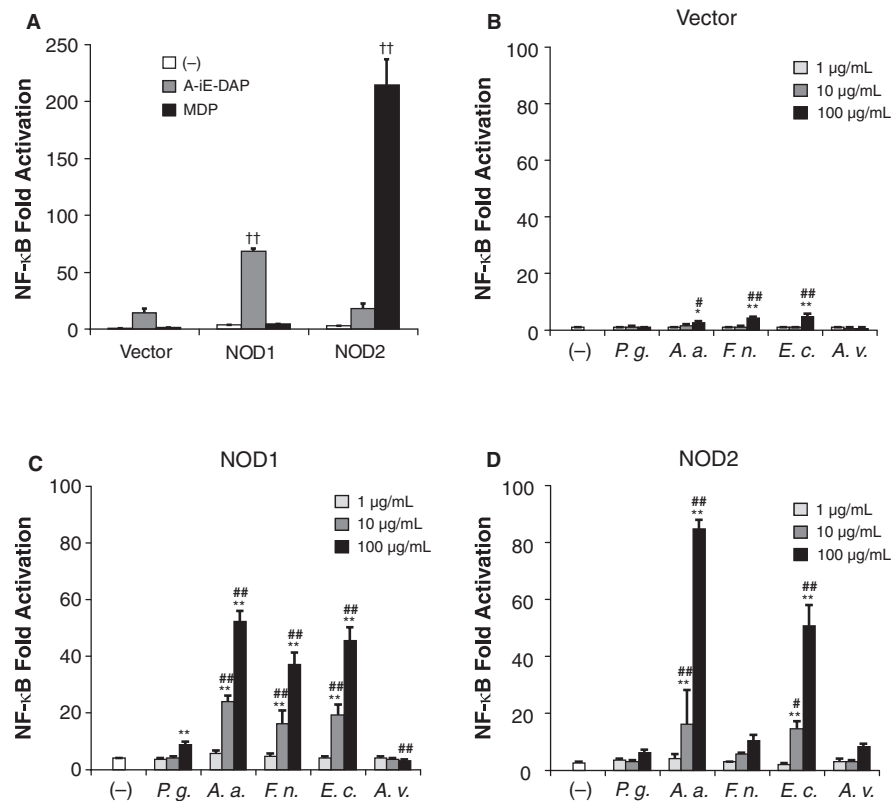 A
NF-κB Fold Activation
250
200
150
100
50
0
(–)
A-iE-DAP
MDP
††
††
Vector
NOD1
NOD2
B
Vector
NF-κB Fold Activation
100
80
60
40
20
0
1 µg/mL
10 µg/mL
100 µg/mL
#
*
##
**
##
**
(–)
P. g.
A. a.
F. n.
E. c.
A. v.
C
NOD1
NF-κB Fold Activation
100
80
60
40
20
0
1 µg/mL
10 µg/mL
100 µg/mL
**
##
**
##
**
##
**
##
**
##
**
##
**
##
(–)
P. g.
A. a.
F. n.
E. c.
A. v.
D
NOD2
NF-κB Fold Activation
100
80
60
40
20
0
1 µg/mL
10 µg/mL
100 µg/mL
##
**
##
**
#
**
##
**
(–)
P. g.
A. a.
F. n.
E. c.
A. v.